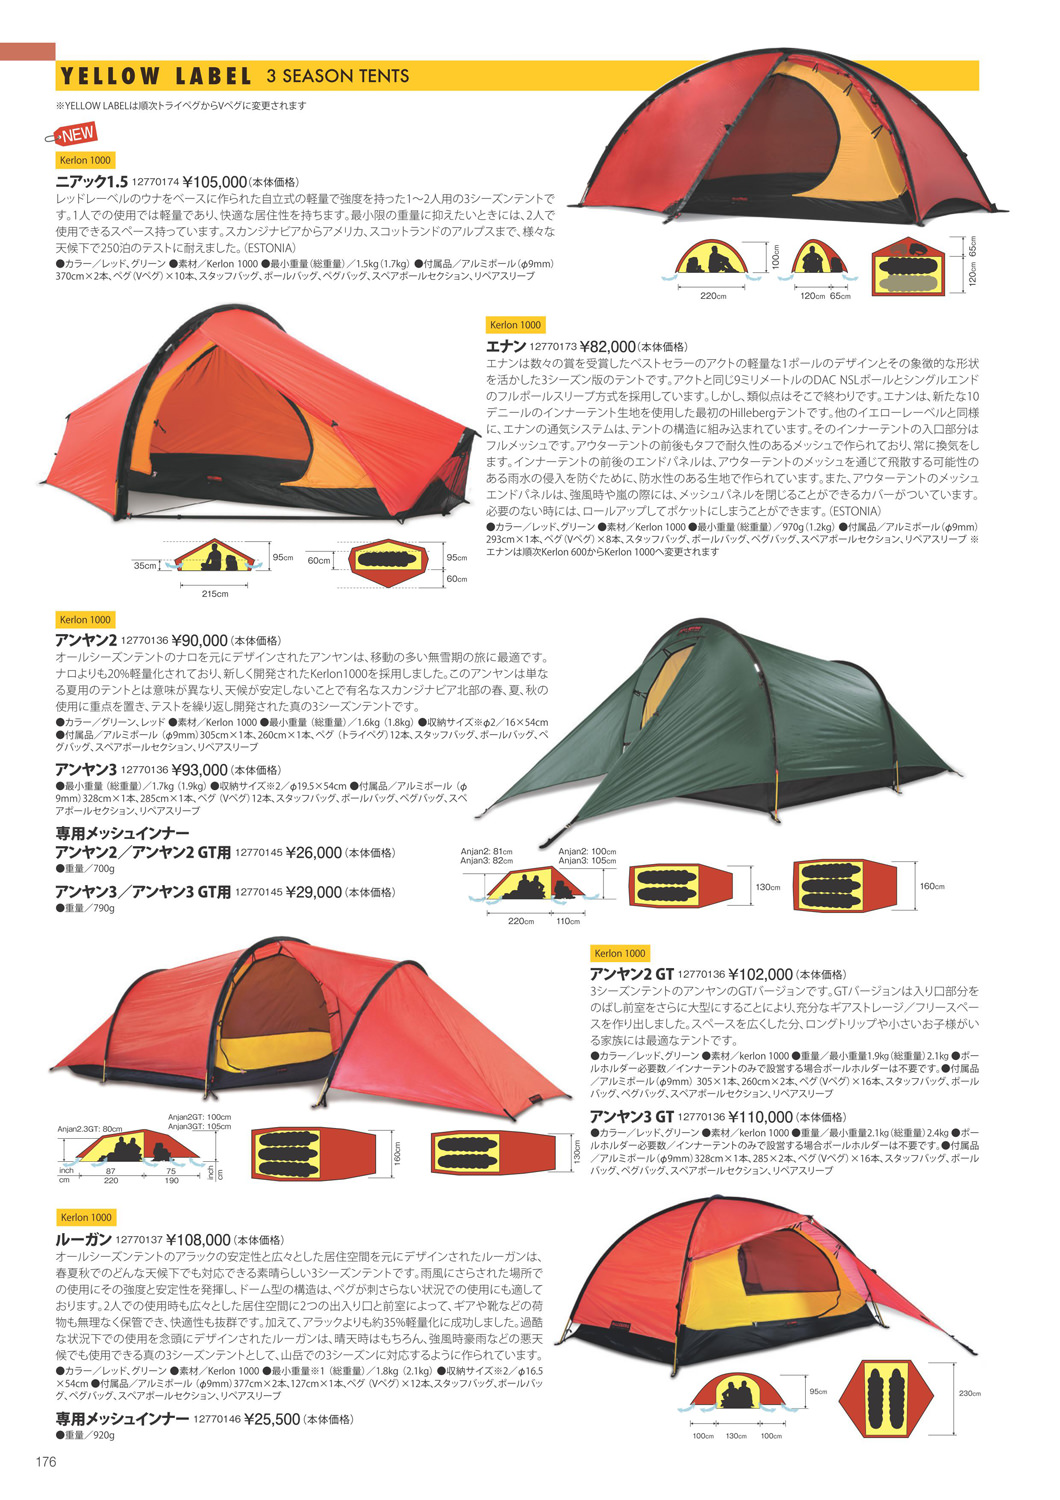 YELLOW LABEL 3 SEASON TENTS
※YELLOW LABELは順次トライペグからVペグに変更されます
NEW
Kerlon 1000
ニアック1.5 12770174 ¥105,000(本体価格)
レッドレーベルのウナをベースに作られた自立式の軽量で強度を持った1〜2人用の3シーズンテントで
す。1人での使用では軽量であり、快適な居住性を持ちます。最小限の重量に抑えたいときには、2人で
使用できるスペース持っています。スカンジナビアからアメリカ、スコットランドのアルプスまで、様々な
天候下で250泊のテストに耐えました。(ESTONIA)
●カラー/レッド、グリーン ●素材/Kerlon 1000 ●最小重量(総重量)/1.5kg(1.7kg) ●付属品/アルミポール(φ9mm)
370cm×2本、ペグ(Vペグ)×10本、スタッフバッグ、ポールバッグ、ペグバッグ、スペアポールセクション、リペアスリーブ
100cm
220cm
120cm 65cm
120cm 65cm
Kerlon 1000
エナン 12770173 ¥82,000(本体価格)
エナンは数々の賞を受賞したベストセラーのアクトの軽量な1ポールのデザインとその象徴的な形状
を活かした3シーズン版のテントです。アクトと同じ9ミリメートルのDAC NSLポールとシングルエンド
のフルポールスリーブ方式を採用しています。しかし、類似点はそこで終わりです。エナンは、新たな10
デニールのインナーテント生地を使用した最初のHillebergテントです。他のイエローレーベルと同様
に、エナンの通気システムは、テントの構造に組み込まれています。そのインナーテントの入口部分は
フルメッシュです。アウターテントの前後もタフで耐久性のあるメッシュで作られており、常に換気をし
ます。インナーテントの前後のエンドパネルは、アウターテントのメッシュを通じて飛散する可能性の
ある雨水の侵入を防ぐために、防水性のある生地で作られています。また、アウターテントのメッシュ
エンドパネルは、強風時や嵐の際には、メッシュパネルを閉じることができるカバーがついています。
必要のない時には、ロールアップしてポケットにしまうことができます。(ESTONIA)
●カラー/レッド、グリーン ●素材/Kerlon 1000 ●最小重量(総重量)/970g(1.2kg) ●付属品/アルミポール(φ9mm)
293cm×1本、ペグ(Vペグ)×8本、スタッフバッグ、ポールバッグ、ペグバッグ、スペアポールセクション、リペアスリーブ ※
エナンは順次Kerlon 600からKerlon 1000へ変更されます
35cm
95cm
215cm
60cm
95cm
60cm
Kerlon 1000
アンヤン2 12770136 ¥90,000(本体価格)
オールシーズンテントのナロを元にデザインされたアンヤンは、移動の多い無雪期の旅に最適です。
ナロよりも20%軽量化されており、新しく開発されたKerlon1000を採用しました。このアンヤンは単な
る夏用のテントとは意味が異なり、天候が安定しないことで有名なスカンジナビア北部の春、夏、秋の
使用に重点を置き、テストを繰り返し開発された真の3シーズンテントです。
●カラー/グリーン、レッド ●素材/Kerlon 1000 ●最小重量(総重量)/1.6kg (1.8kg) ●収納サイズ※φ2/16×54cm
●付属品/アルミポール (φ9mm)305cm×1本、260cm×1本、ペグ (トライペグ)12本、スタッフバッグ、ポールバッグ、ペ
グバッグ、スペアポールセクション、リペアスリーブ
アンヤン3 12770136 ¥93,000(本体価格)
●最小重量(総重量)/1.7kg (1.9kg) ●収納サイズ※2/φ19.5×54cm ●付属品/アルミポール (φ
9mm)328cm×1本、285cm×1本、ペグ (Vペグ)12本、スタッフバッグ、ポールバッグ、ペグバッグ、スペ
アポールセクション、リペアスリーブ
専用メッシュインナー
アンヤン2/アンヤン2 GT用 12770145 ¥26,000(本体価格)
●重量/700g
アンヤン3/アンヤン3 GT用 12770145 ¥29,000(本体価格)
●重量/790g
Anjan2: 81cm
Anjan3: 82cm
Anjan2: 100cm
Anjan3: 105cm
220cm 110cm
130cm
160cm
Kerlon 1000
アンヤン2 GT 12770136 ¥102,000(本体価格)
3シーズンテントのアンヤンのGTバージョンです。GTバージョンは入り口部分を
のばし前室をさらに大型にすることにより、充分なギアストレージ/フリースペー
スを作り出しました。スペースを広くした分、ロングトリップや小さいお子様がい
る家族には最適なテントです。
●カラー/レッド、グリーン ●素材/kerlon 1000 ●重量/最小重量1.9kg(総重量)2.1kg ●ポー
ルホルダー必要数/インナーテントのみで設営する場合ポールホルダーは不要です。●付属品
/アルミポール(φ9mm) 305×1本、260cm×2本、ペグ(Vペグ)×16本、スタッフバッグ、ポール
バッグ、ペグバッグ、スペアポールセクション、リペアスリーブ
アンヤン3 GT 12770136 ¥110,000(本体価格)
●カラー/レッド、グリーン ●素材/kerlon 1000 ●重量/最小重量2.1kg(総重量)2.4kg ●ポー
ルホルダー必要数/インナーテントのみで設営する場合ポールホルダーは不要です。●付属品
/アルミポール(φ9mm)328cm×1本、285×2本、ペグ(Vペグ)×16本、スタッフバッグ、ポール
バッグ、ペグバッグ、スペアポールセクション、リペアスリーブ
Anjan2.3GT: 80cm
Anjan2GT: 100cm
Anjan3GT: 105cm
inch 87 75 inch
cm 220 190 cm
160cm
130cm
Kerlon 1000
ルーガン 12770137 ¥108,000(本体価格)
オールシーズンテントのアラックの安定性と広々とした居住空間を元にデザインされたルーガンは、
春夏秋でのどんな天候下でも対応できる素晴らしい3シーズンテントです。雨風にさらされた場所で
の使用にその強度と安定性を発揮し、ドーム型の構造は、ペグが刺さらない状況での使用にも適して
おります。2人での使用時も広々とした居住空間に2つの出入り口と前室によって、ギアや靴などの荷
物も無理なく保管でき、快適性も抜群です。加えて、アラックよりも約35%軽量化に成功しました。過酷
な状況下での使用を念頭にデザインされたルーガンは、晴天時はもちろん、強風時豪雨などの悪天
候でも使用できる真の3シーズンテントとして、山岳での3シーズンに対応するように作られています。
●カラー/レッド、グリーン ●素材/Kerlon 1000 ●最小重量※1 (総重量)/1.8kg (2.1kg) ●収納サイズ※2/φ16.5
×54cm ●付属品/アルミポール (φ9mm)377cm×2本、127cm×1本、ペグ (Vペグ)×12本、スタッフバッグ、ポールバッ
グ、ペグバッグ、スペアポールセクション、リペアスリーブ
専用メッシュインナー 12770146 ¥25,500(本体価格)
●重量/920g
95cm
100cm 130cm 100cm
230cm
176